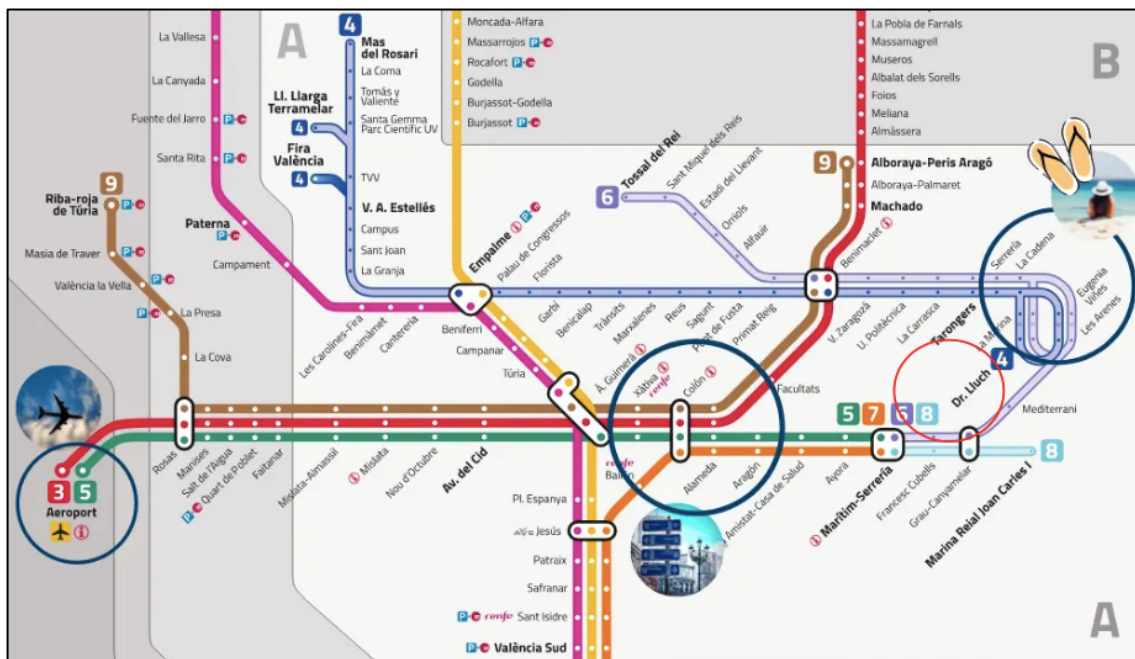 La Vallesa
La Canyada
Fuente del Jarro
Santa Rita
9
Riba-roja
de Túria
Masia de Traver
València la Vella
La Presa
La Cova
Paterna
Campament
A
4
Mas
del Rosari
La Coma
Tomás y
Valiente
Santa Gemma
Parc Científic UV
Ll. Llarga
Terramelar
4
Fira
València
4
TVV
V. A. Estellés
Campus
Sant Joan
La Granja
Moncada-Alfara
Massarrojos
Rocafort
Godella
Burjassot-Godella
Burjassot
Empalme
Palau de Congressos
Florista
Les Carolines-Fira
Benimàmet
Cantereria
Beniferri
Campanar
Túria
Garbí
Benicalap
Trànsits
Marxalenes
Reus
Sagunt
Pont de Fusta
Primat Reig
6
Tossal del Rei
Sant Miquel dels Reis
Estadi del Llevant
Orriols
Alfauir
Benimaclet
B
La Pobla de Farnals
Massamagrell
Museros
Albalat dels Sorells
Foios
Meliana
Almàssera
9
Alboraya-Peris Aragó
Alboraya-Palmaret
Machado
V. Zaragozá
U. Politècnica
La Carrasca
Tarongers
Serrería
La Cadena
Eugenia
Viñes
Les Arenes
La Marina
4
Dr. Lluch
Mediterrani
3
5
Aeroport
Rosas
Manises
Salt de l'Aigua
Quart de Poblet
Faitanar
Mislata-Almassil
Mislata
Nou d'Octubre
Av. del Cid
À. Guimerà
Xàtiva
renfe
Colón
Facultats
Alameda
Aragón
Amistat-Casa de Salud
Ayora
5
7
6
8
Marítim-Serrería
Francesc Cubells
Grau-Canyamelar
Marina Reial Joan Carles I
8
renfe
Bailén
Pl. Espanya
Jesús
Patraix
Safranar
renfe
Sant Isidre
València Sud
A